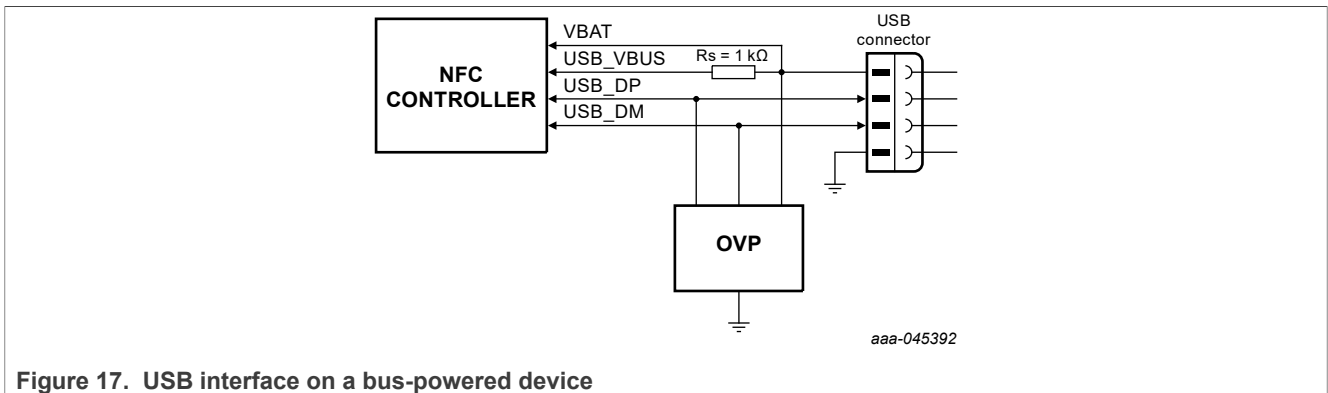 USB
connector
VBAT
USB_VBUS
Rs = 1 kΩ
NFC
CONTROLLER
USB_DP
USB_DM
OVP
aaa-045392
Figure 17. USB interface on a bus-powered device